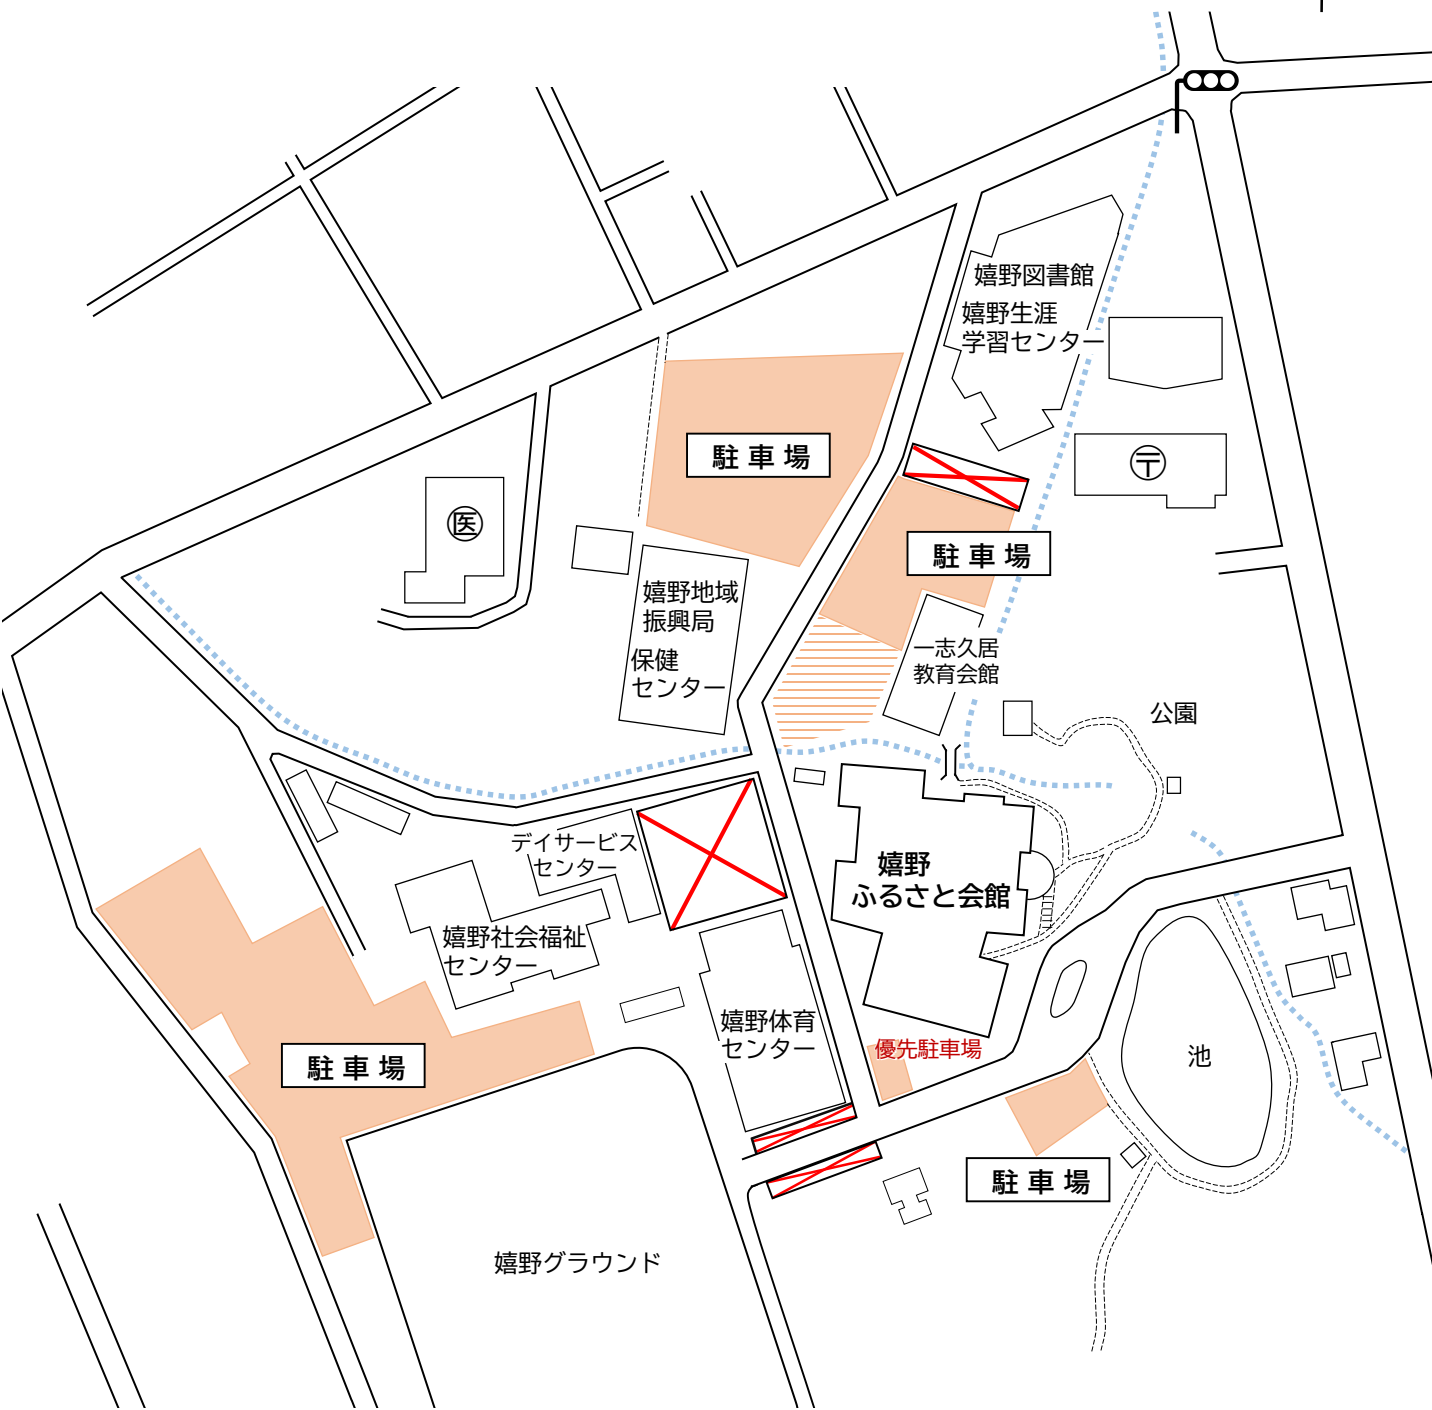 嬉野図書館
嬉野生涯
学習センター
駐車場
〒
医
駐車場
嬉野地域
振興局
保健
センター
一志久居
教育会館
公園
デイサービス
センター
嬉野
ふるさと会館
嬉野社会福祉
センター
嬉野体育
センター
優先駐車場
池
駐車場
駐車場
嬉野グラウンド